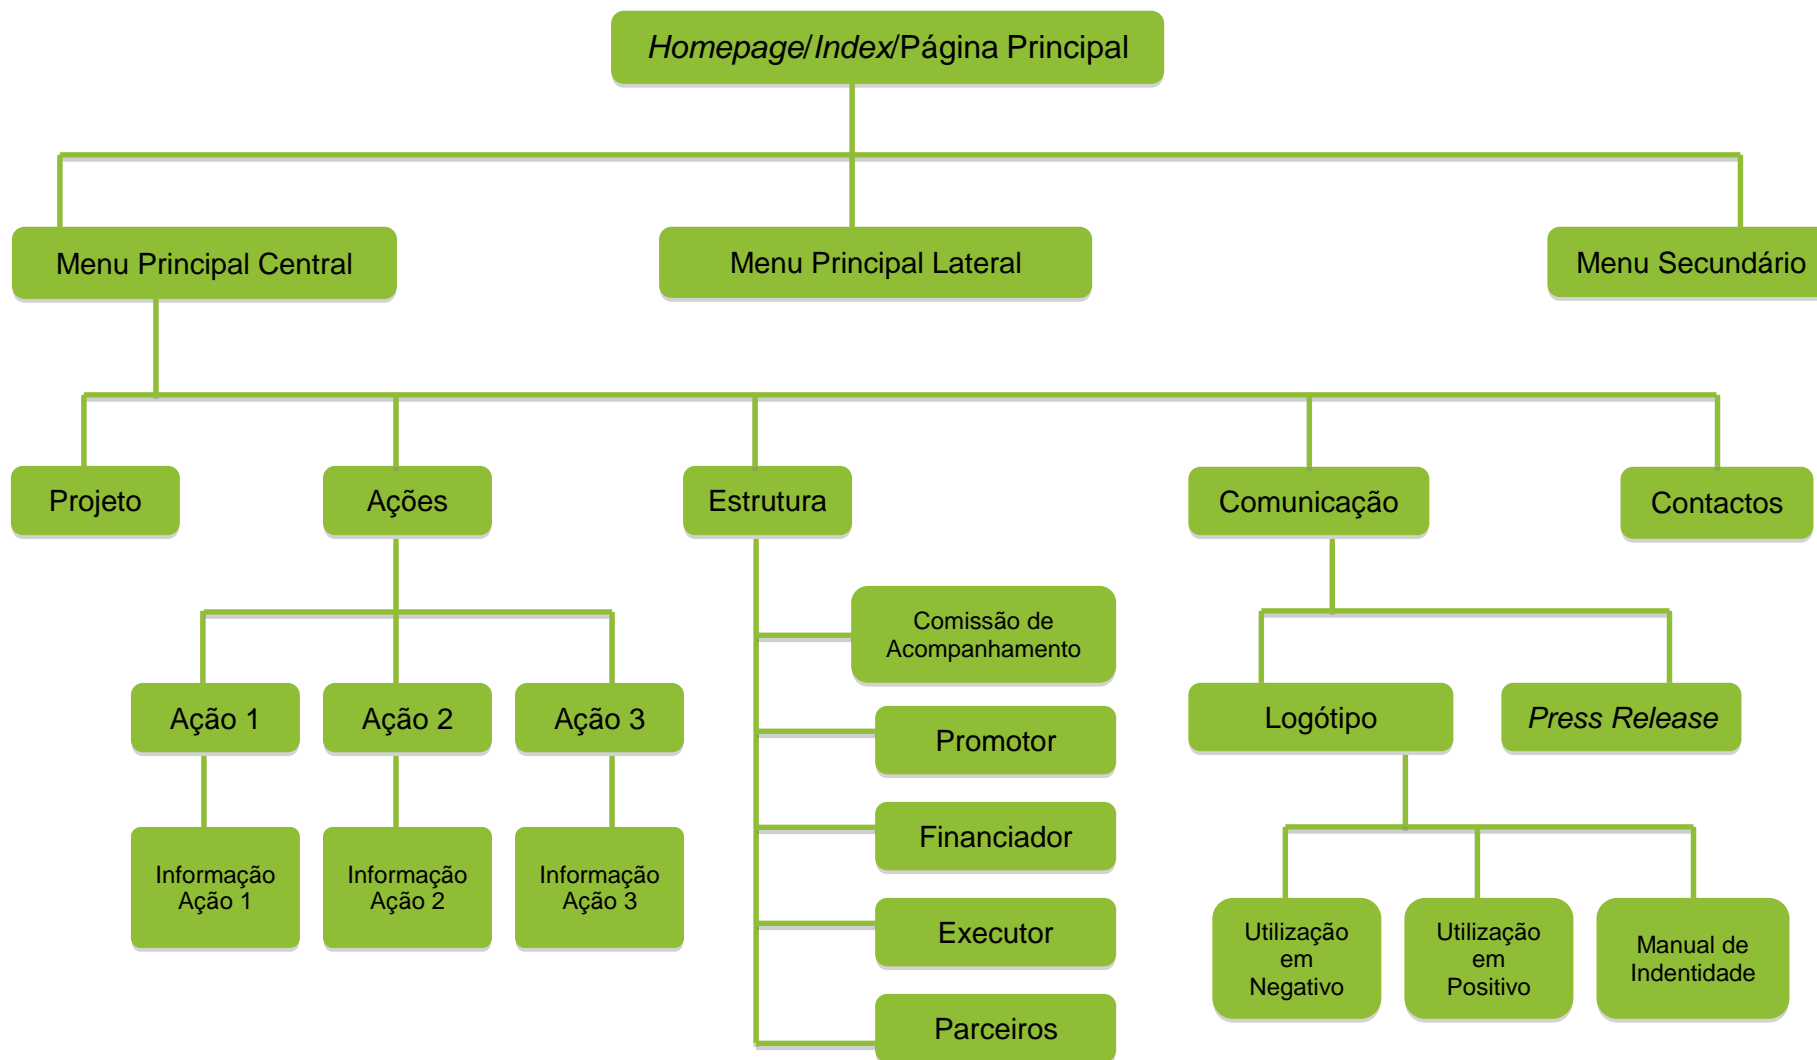 Homepage/Index/Página Principal
Menu Principal Central
Menu Principal Lateral
Menu Secundário
Projeto
Ações
Estrutura
Comunicação
Contactos
Comissão de
Acompanhamento
Ação 1
Ação 2
Ação 3
Promotor
Logótipo
Press Release
Financiador
Informação
Ação 1
Informação
Ação 2
Informação
Ação 3
Executor
Utilização
em
Negativo
Utilização
em
Positivo
Manual de
Indentidade
Parceiros